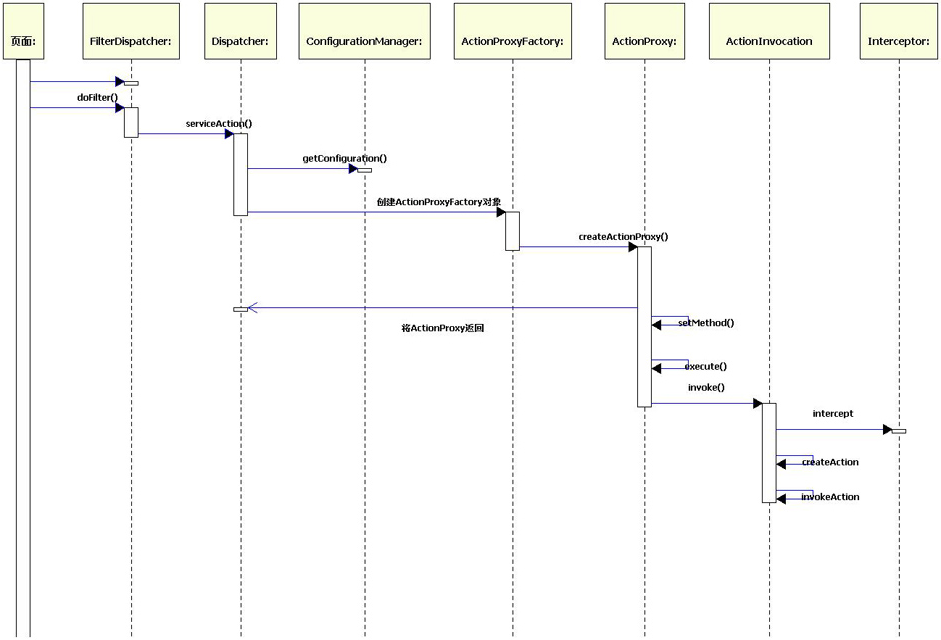 页面:
FilterDispatcher:
Dispatcher:
ConfigurationManager:
ActionProxyFactory:
ActionProxy:
ActionInvocation
Interceptor:
doFilter()
serviceAction()
getConfiguration()
创建ActionProxyFactory对象
createActionProxy()
将ActionProxy返回
setMethod()
execute()
invoke()
intercept
createAction
invokeAction